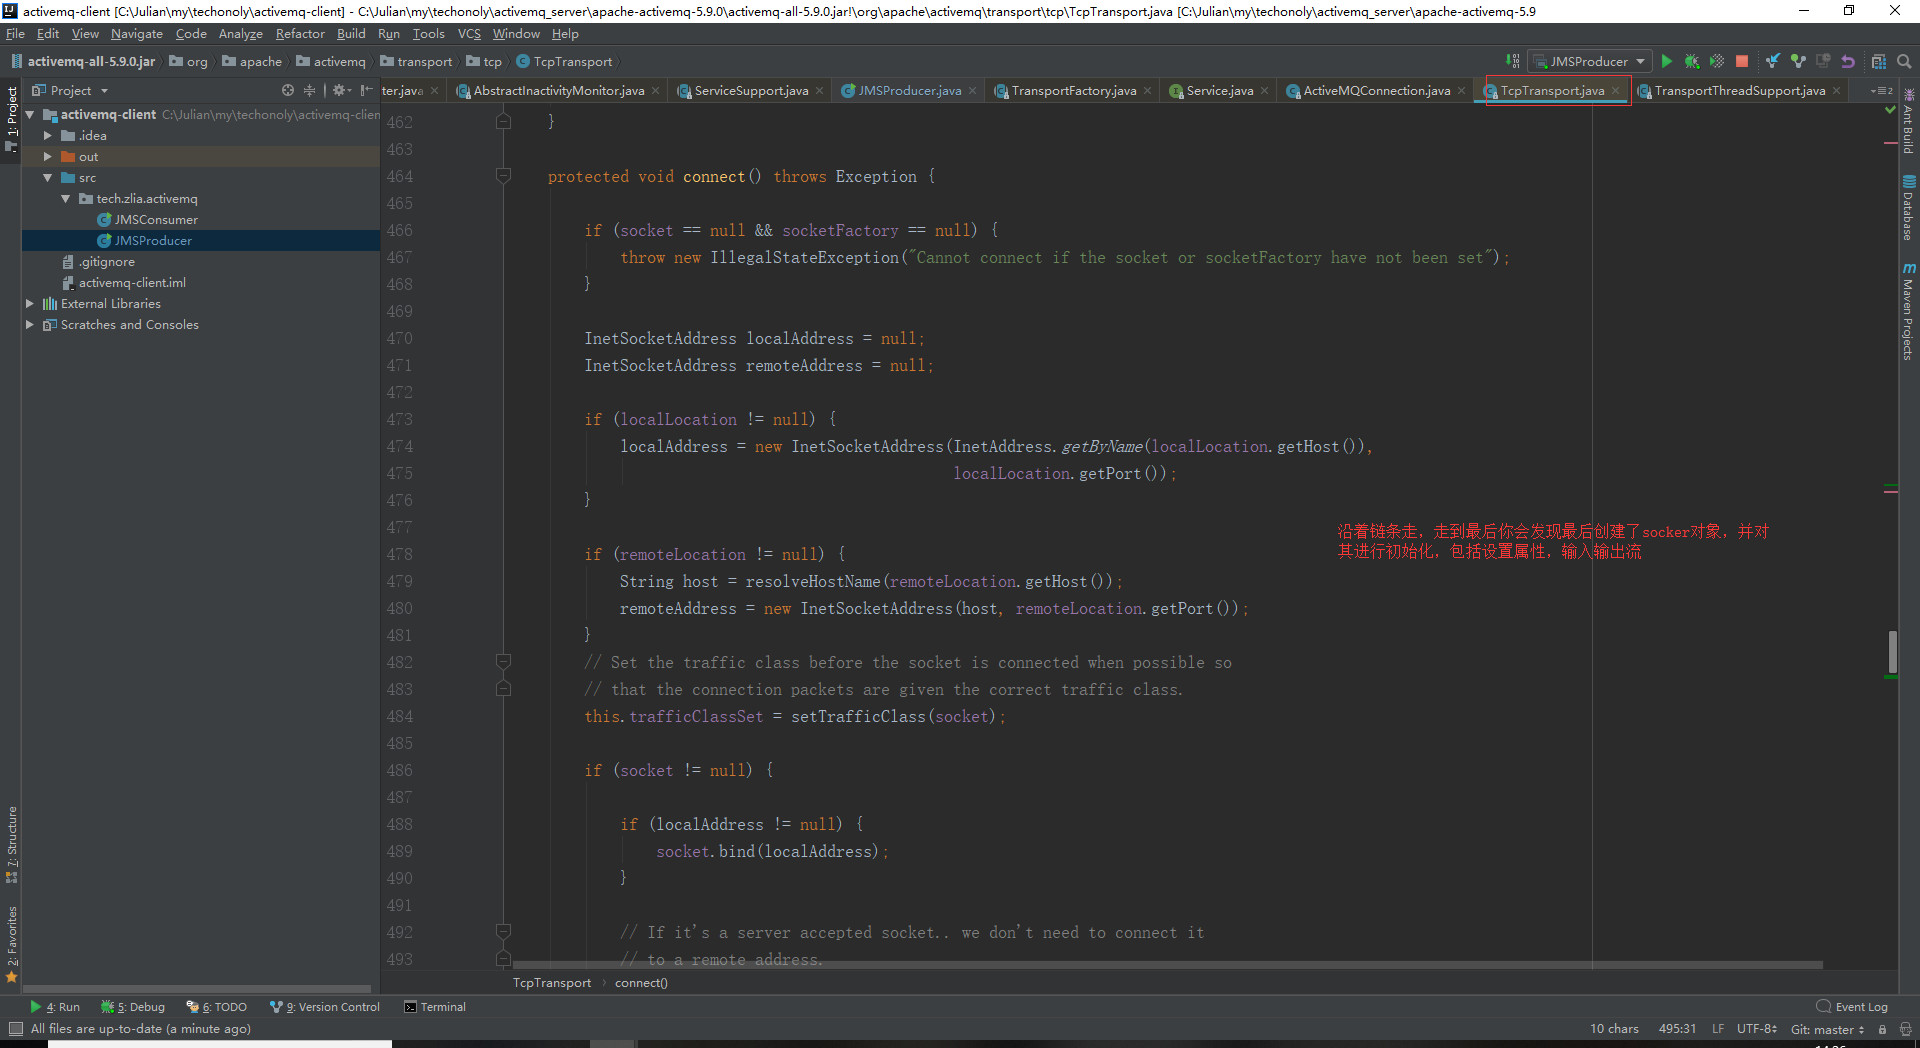 activemq-client [C:\Julian\my\techonoly\activemq-client] - C:\Julian\my\techonoly\activemq_server\apache-activemq-5.9.0\activemq-all-5.9.0.jar!\org\apache\activemq\transport\tcp\TcpTransport.java [C:\Julian\my\techonoly\activemq_server\apache-activemq-5.9
File Edit View Navigate Code Analyze Refactor Build Run Tools VCS Window Help
activemq-all-5.9.0.jar org apache activemq transport tcp TcpTransport JMSProducer
Project ter.java AbstractInactivityMonitor.java ServiceSupport.java JMSProducer.java TransportFactory.java Service.java ActiveMQConnection.java TcpTransport.java TransportThreadSupport.java
1: Project
activemq-client C:\Julian\my\techonoly\activemq-clien
.idea
out
src
tech.zlia.activemq
JMSConsumer
JMSProducer
.gitignore
activemq-client.iml
External Libraries
Scratches and Consoles
7: Structure
2: Favorites
462 }
463
464 protected void connect() throws Exception {
465
466 if (socket == null && socketFactory == null) {
467 throw new IllegalStateException("Cannot connect if the socket or socketFactory have not been set");
468 }
469
470 InetSocketAddress localAddress = null;
471 InetSocketAddress remoteAddress = null;
472
473 if (localLocation != null) {
474 localAddress = new InetSocketAddress(InetAddress.getByName(localLocation.getHost()),
475 localLocation.getPort());
476 }
477
478 if (remoteLocation != null) {
479 String host = resolveHostName(remoteLocation.getHost());
480 remoteAddress = new InetSocketAddress(host, remoteLocation.getPort());
481 }
482 // Set the traffic class before the socket is connected when possible so
483 // that the connection packets are given the correct traffic class.
484 this.trafficClassSet = setTrafficClass(socket);
485
486 if (socket != null) {
487
488 if (localAddress != null) {
489 socket.bind(localAddress);
490 }
491
492 // If it's a server accepted socket.. we don't need to connect it
493 // to a remote address.
沿着链条走，走到最后你会发现最后创建了socker对象，并对
其进行初始化，包括设置属性，输入输出流
Ant Build
Database
Maven Projects
TcpTransport connect()
4: Run 5: Debug 6: TODO 9: Version Control Terminal Event Log
All files are up-to-date (a minute ago) 10 chars 495:31 LF UTF-8 Git: master